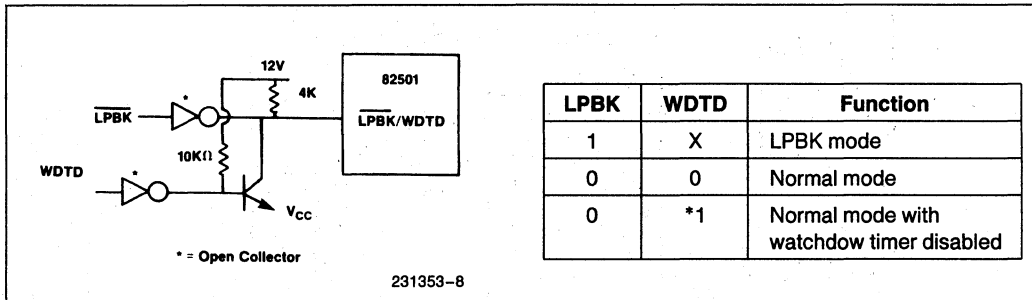 12V
82501
*
4K
LPBK
LPBK/WDTD
10KΩ
WDTD
*
VCC
* = Open Collector
231353-8
LPBK WDTD Function
1 X LPBK mode
0 0 Normal mode
0 *1 Normal mode with
watchdow timer disabled